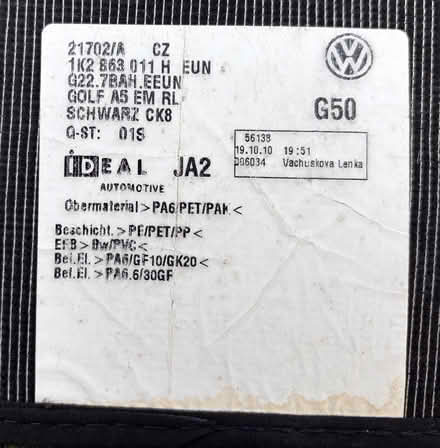 21702/A CZ
1K2 863 011 H EUN
G22.7BAH.EEUN
GOLF A5 EM RL
SCHWARZ CK8
Q-ST: 01S
G50
56138
19.10.10 19:51
D86034 Vachuskova Lenka
IDEAL JA2
AUTOMOTIVE
Obermaterial>PA6/PET/PAK<
Beschicht.>PE/PET/PP<
EFB>Bw/PVC<
Bef.El.>PA6/GF10/GK20<
Bef.El.>PA6.6/30GF